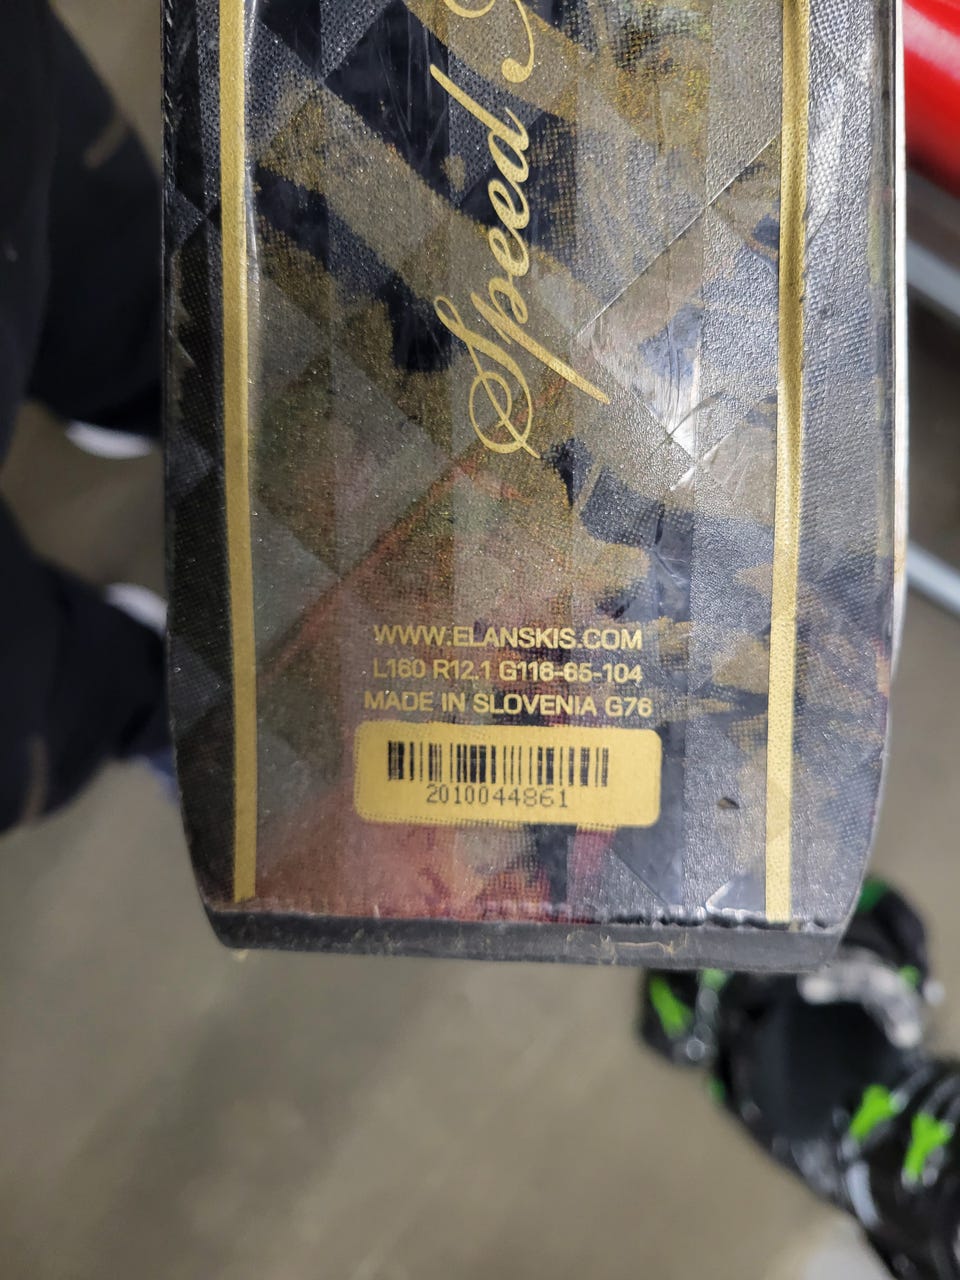 Speed
WWW.ELANSKIS.COM
L160 R12.1 G116-65-104
MADE IN SLOVENIA G76
2010044861